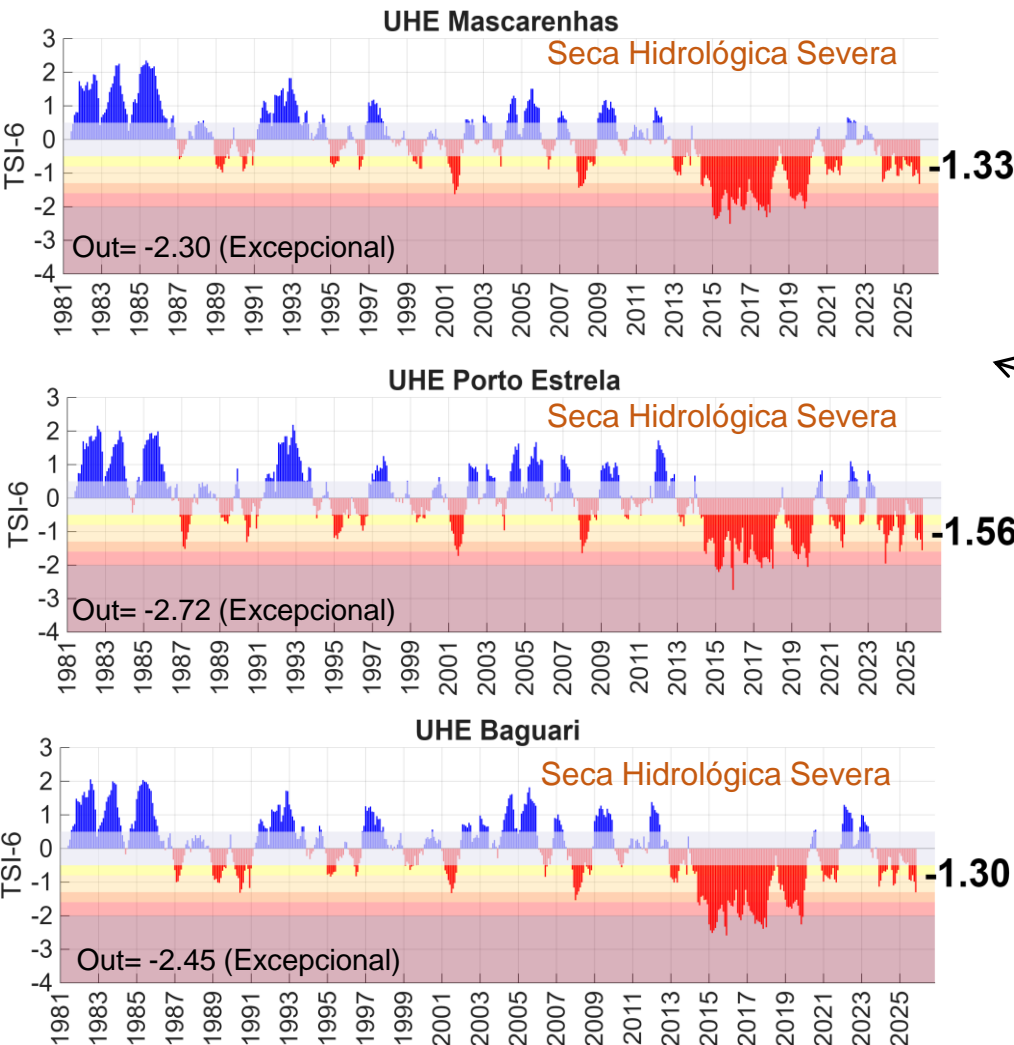 UHE Mascarenhas
Seca Hidrológica Severa
TSI-6
3
2
1
0
-1
-2
-3
-4
-1.33
Out= -2.30 (Excepcional)
1981 1983 1985 1987 1989 1991 1993 1995 1997 1999 2001 2003 2005 2007 2009 2011 2013 2015 2017 2019 2021 2023 2025
UHE Porto Estrela
Seca Hidrológica Severa
TSI-6
3
2
1
0
-1
-2
-3
-4
-1.56
Out= -2.72 (Excepcional)
1981 1983 1985 1987 1989 1991 1993 1995 1997 1999 2001 2003 2005 2007 2009 2011 2013 2015 2017 2019 2021 2023 2025
UHE Baguari
Seca Hidrológica Severa
TSI-6
3
2
1
0
-1
-2
-3
-4
-1.30
Out= -2.45 (Excepcional)
1981 1983 1985 1987 1989 1991 1993 1995 1997 1999 2001 2003 2005 2007 2009 2011 2013 2015 2017 2019 2021 2023 2025